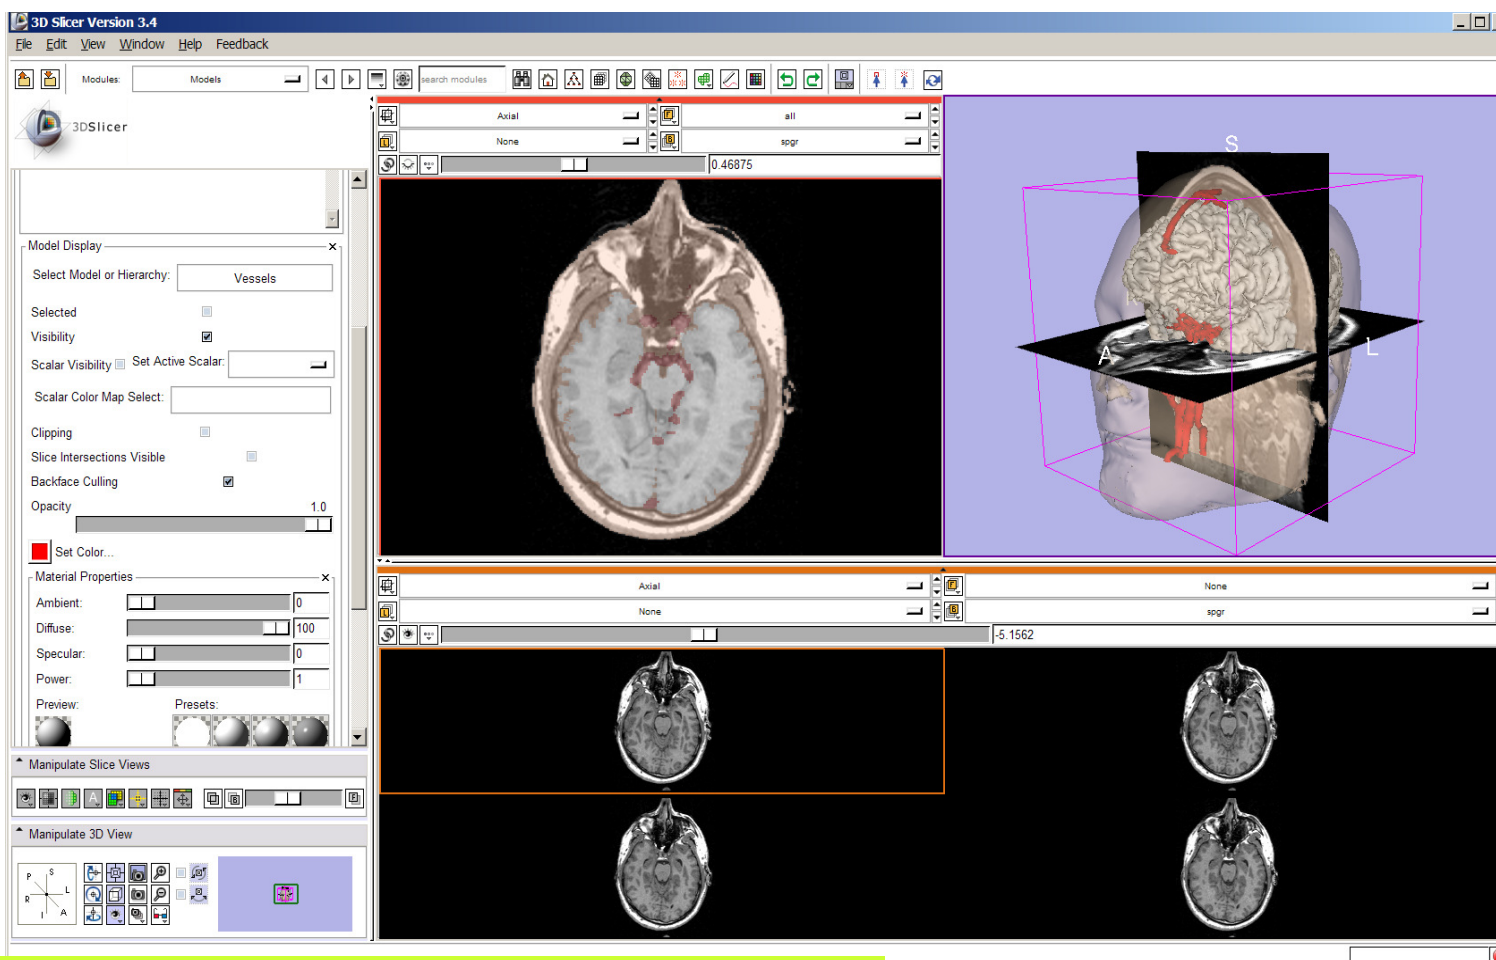 3D Slicer Version 3.4
File Edit View Window Help Feedback
Modules: Models search modules
3DSlicer
Model Display
Select Model or Hierarchy: Vessels
Selected
Visibility
Scalar Visibility Set Active Scalar:
Scalar Color Map Select:
Clipping
Slice Intersections Visible
Backface Culling
Opacity 1.0
Set Color...
Material Properties
Ambient: 0
Diffuse: 100
Specular: 0
Power: 1
Preview: Presets:
Manipulate Slice Views
Manipulate 3D View
P S
R L
I A
Axial all
None spgr
0.46875
S
A
L
Axial None
None spgr
-5.1562